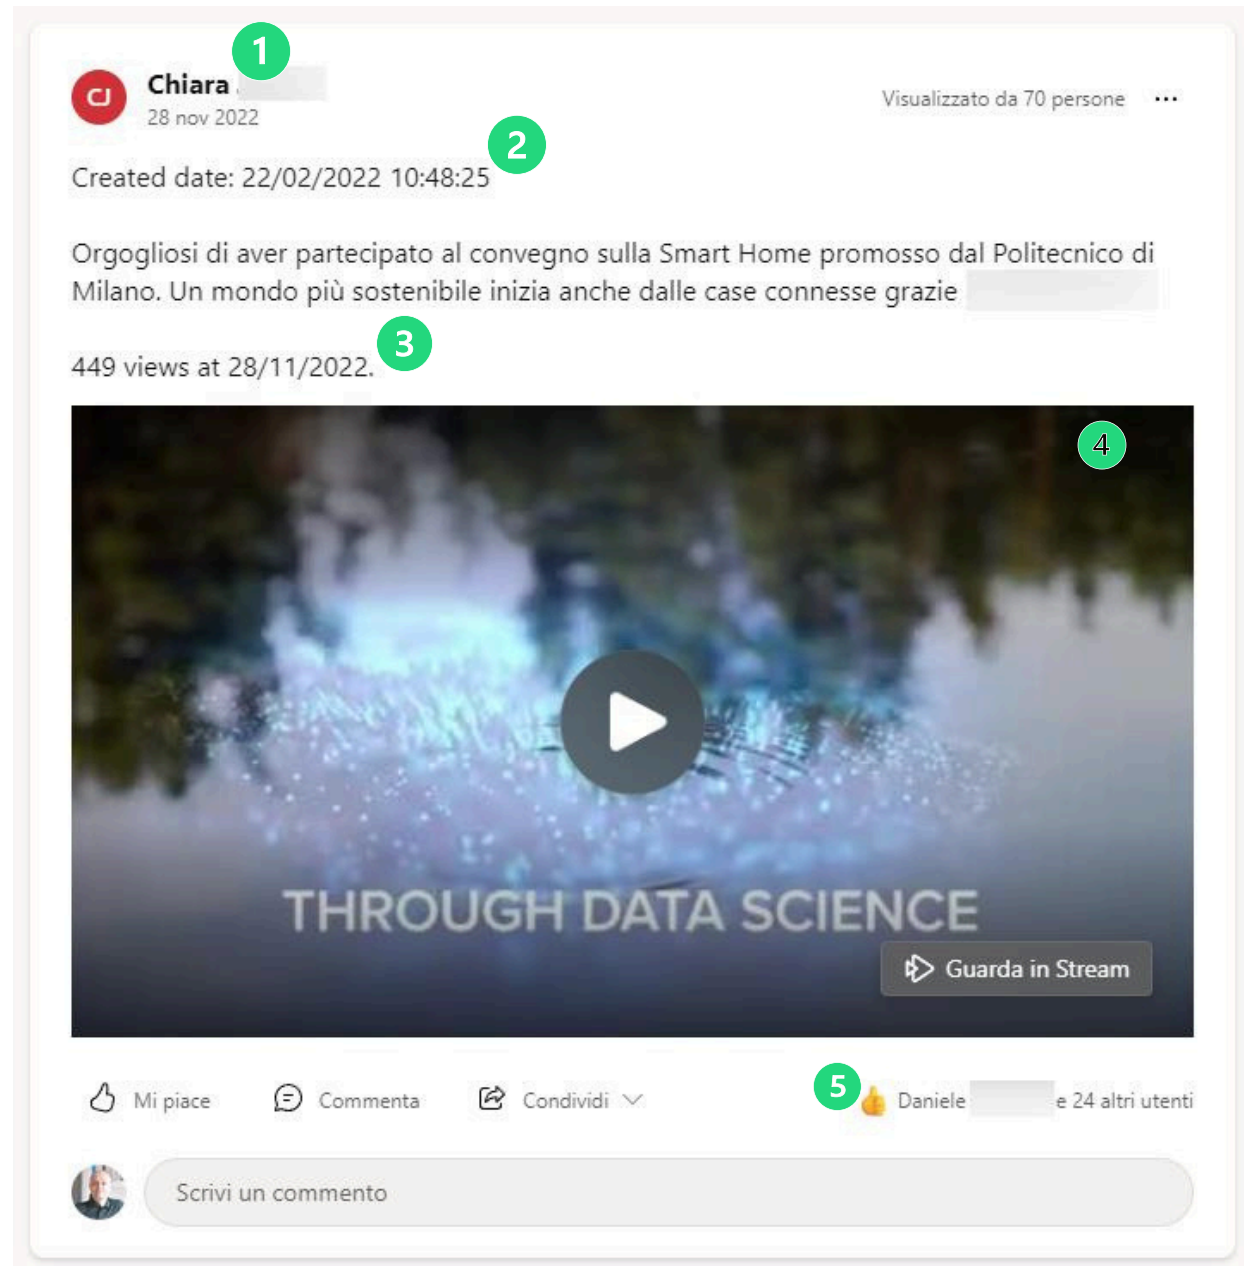 1
CJ
Chiara
28 nov 2022
Visualizzato da 70 persone
2
Created date: 22/02/2022 10:48:25
Orgogliosi di aver partecipato al convegno sulla Smart Home promosso dal Politecnico di
Milano. Un mondo più sostenibile inizia anche dalle case connesse grazie
3
449 views at 28/11/2022.
4
THROUGH DATA SCIENCE
Guarda in Stream
Mi piace
Commenta
Condividi
5
Daniele e 24 altri utenti
Scrivi un commento